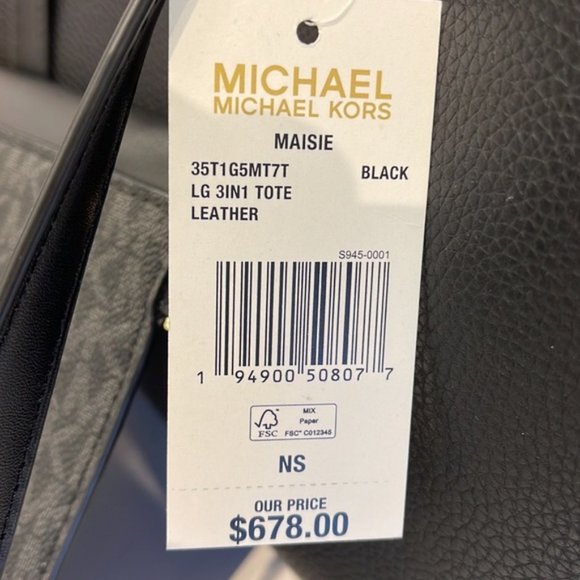 MICHAEL
MICHAEL KORS
MAISIE
35T1G5MT7T BLACK
LG 3IN1 TOTE
LEATHER
S945-0001
1 94900 50807 7
FSC
MIX
Paper
FSC® C012345
NS
OUR PRICE
$678.00